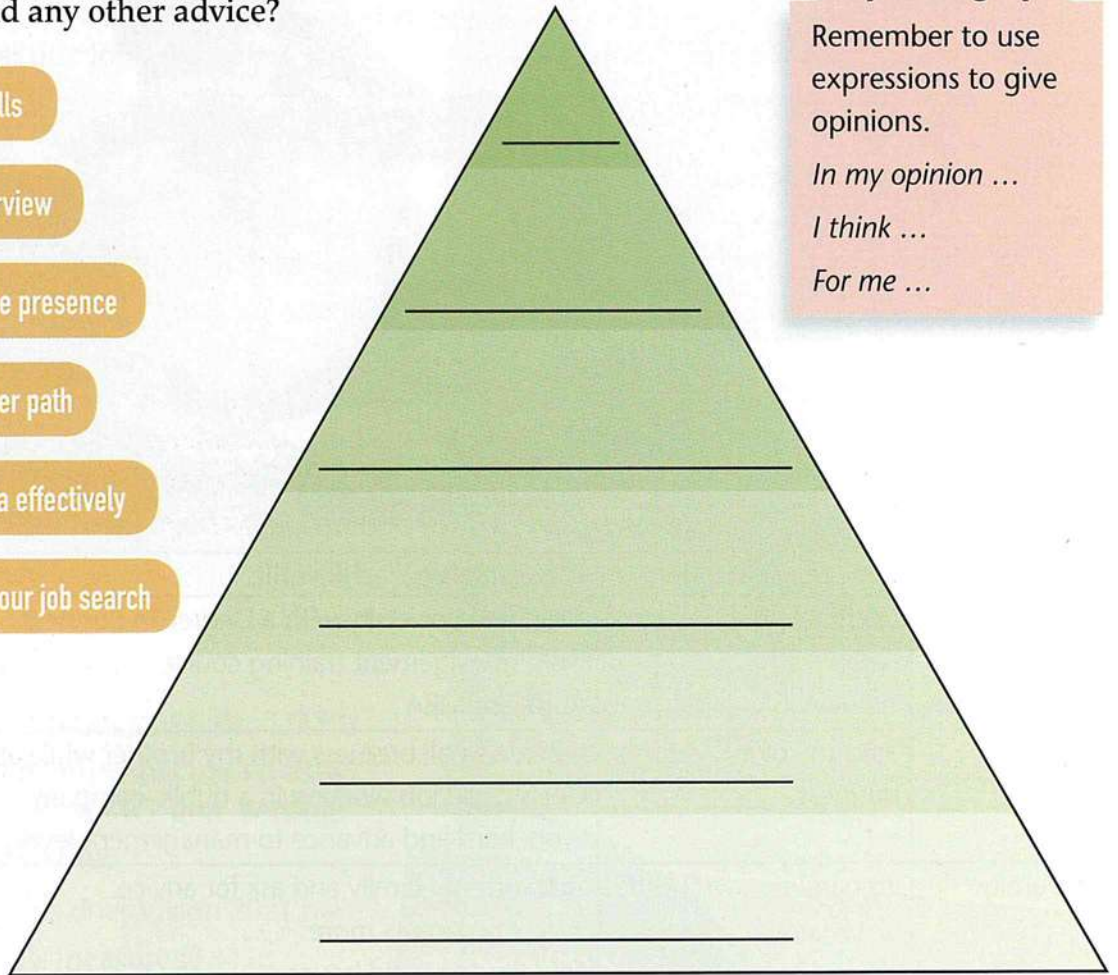 d any other advice?
lls
rview
e presence
er path
a effectively
our job search
Remember to use
expressions to give
opinions.
In my opinion ...
I think ...
For me ...